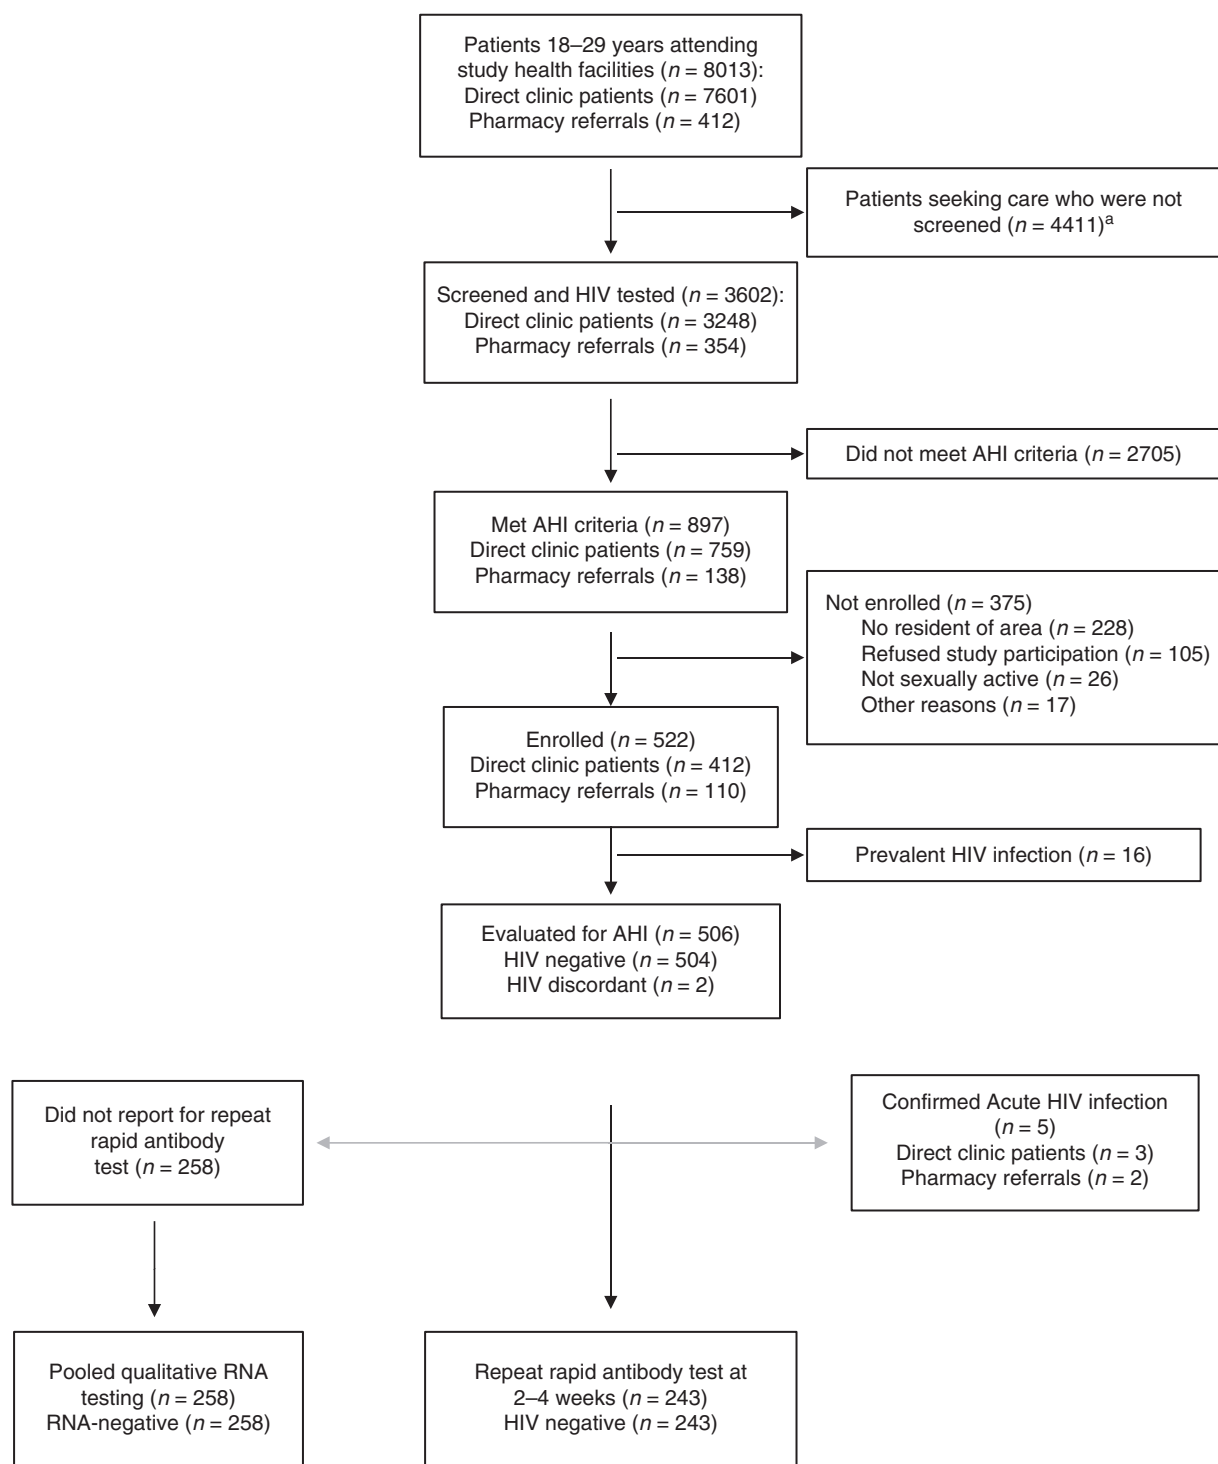 Patients 18–29 years attending
study health facilities (n = 8013):
Direct clinic patients (n = 7601)
Pharmacy referrals (n = 412)
Patients seeking care who were not
screened (n = 4411)a
Screened and HIV tested (n = 3602):
Direct clinic patients (n = 3248)
Pharmacy referrals (n = 354)
Did not meet AHI criteria (n = 2705)
Met AHI criteria (n = 897)
Direct clinic patients (n = 759)
Pharmacy referrals (n = 138)
Not enrolled (n = 375)
No resident of area (n = 228)
Refused study participation (n = 105)
Not sexually active (n = 26)
Other reasons (n = 17)
Enrolled (n = 522)
Direct clinic patients (n = 412)
Pharmacy referrals (n = 110)
Prevalent HIV infection (n = 16)
Evaluated for AHI (n = 506)
HIV negative (n = 504)
HIV discordant (n = 2)
Did not report for repeat
rapid antibody
test (n = 258)
Confirmed Acute HIV infection
(n = 5)
Direct clinic patients (n = 3)
Pharmacy referrals (n = 2)
Pooled qualitative RNA
testing (n = 258)
RNA-negative (n = 258)
Repeat rapid antibody test at
2–4 weeks (n = 243)
HIV negative (n = 243)